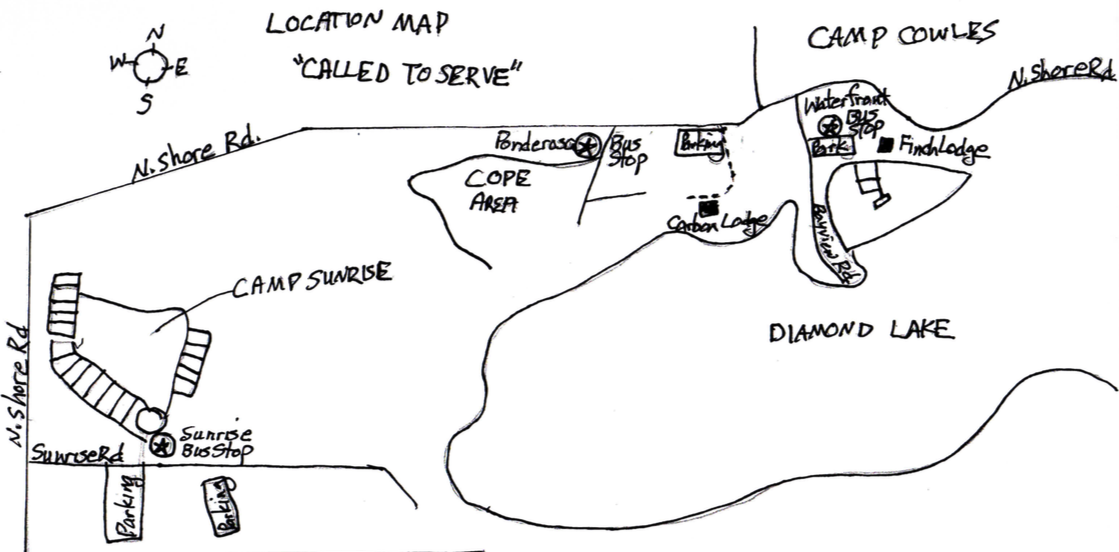 LOCATION MAP
"CALLED TO SERVE"
N
W E
S
CAMP COWLES
N. Shore Rd
N. Shore Rd.
Waterfront
Bus
Stop
Park
Finch Lodge
Ponderosa
Bus
Stop
Parking
COPE
AREA
Carbon Lodge
Bayview Rd
CAMP SUNRISE
DIAMOND LAKE
N. Shore Rd
Sunrise Rd
Sunrise
Bus Stop
Parking
Parking